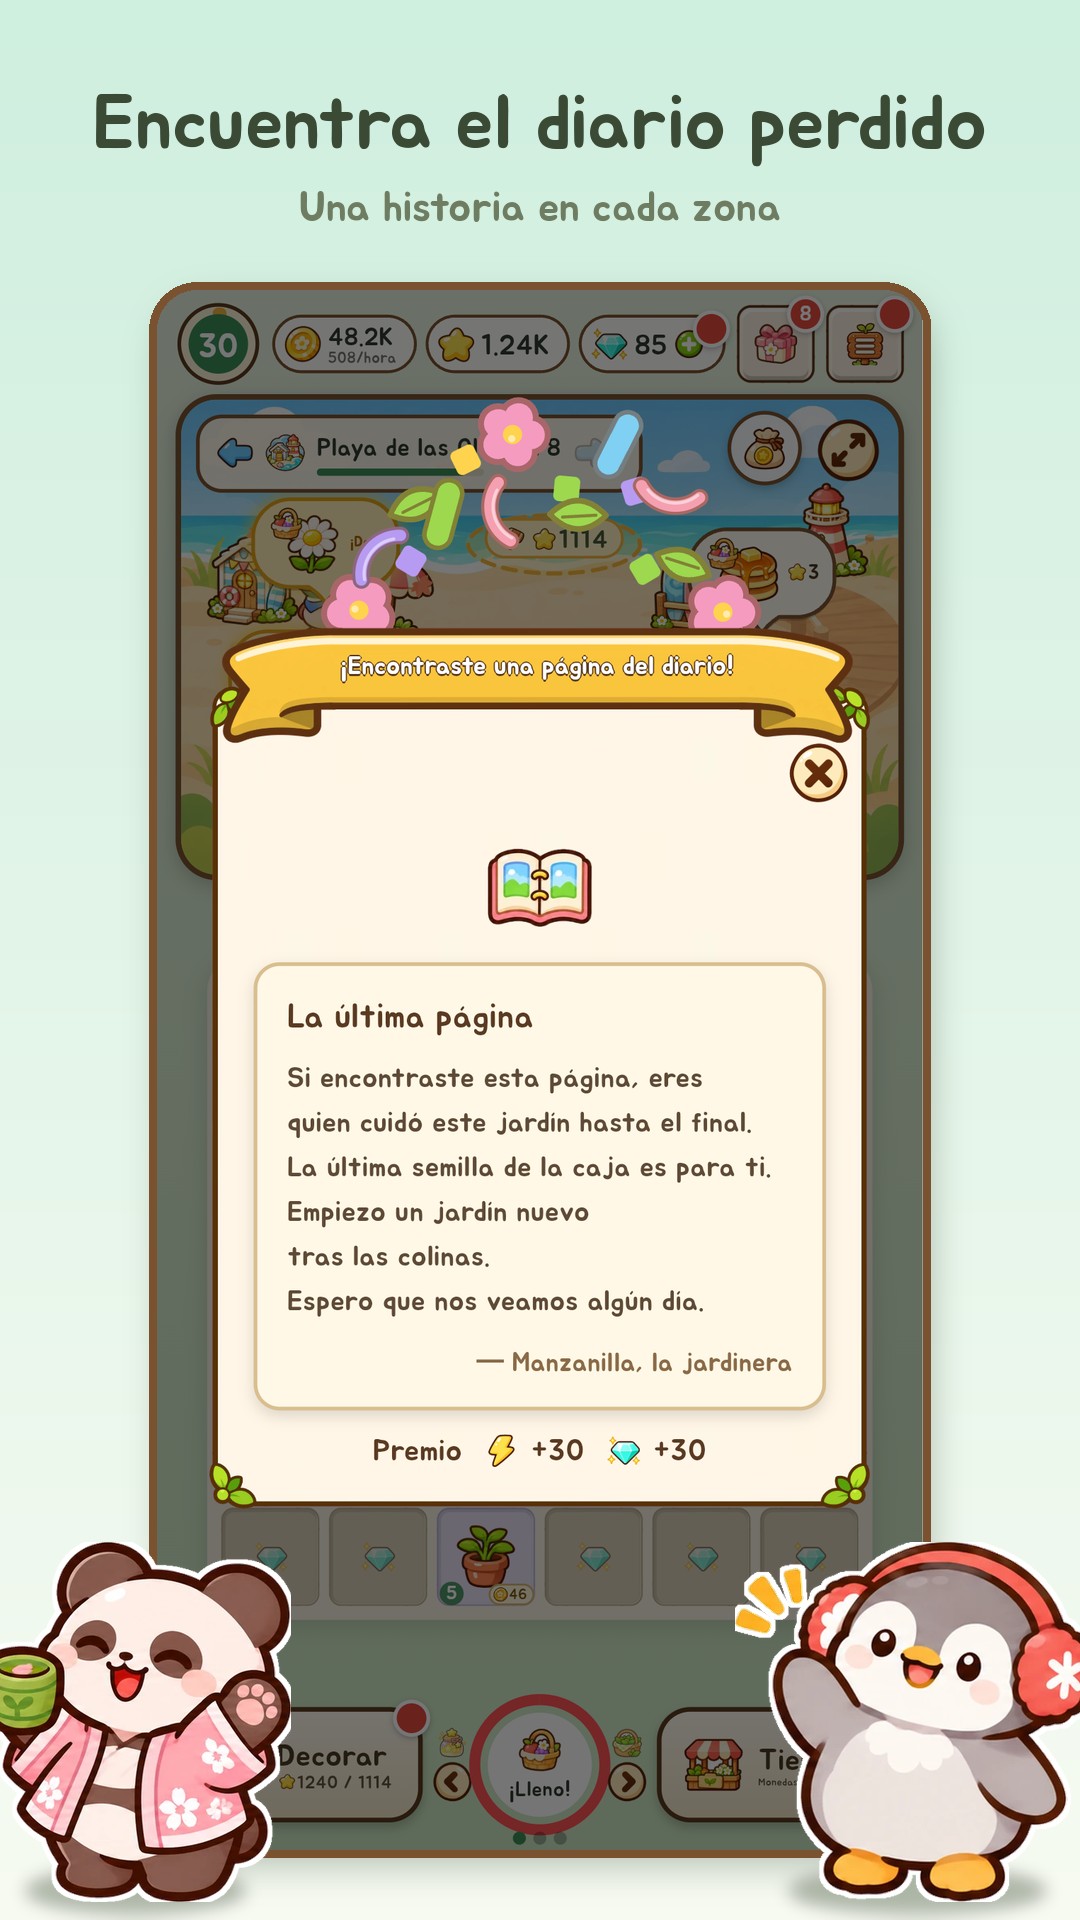 Encuentra el diario perdido
Una historia en cada zona
30
48.2K
508/hora
1.24K
85
8
Playa de las
8
1114
3
¡Encontraste una página del diario!
La última página
Si encontraste esta página, eres
quien cuidó este jardín hasta el final.
La última semilla de la caja es para ti.
Empiezo un jardín nuevo
tras las colinas.
Espero que nos veamos algún día.
— Manzanilla, la jardinera
Premio +30 +30
5
46
Decorar
1240 / 1114
¡Lleno!